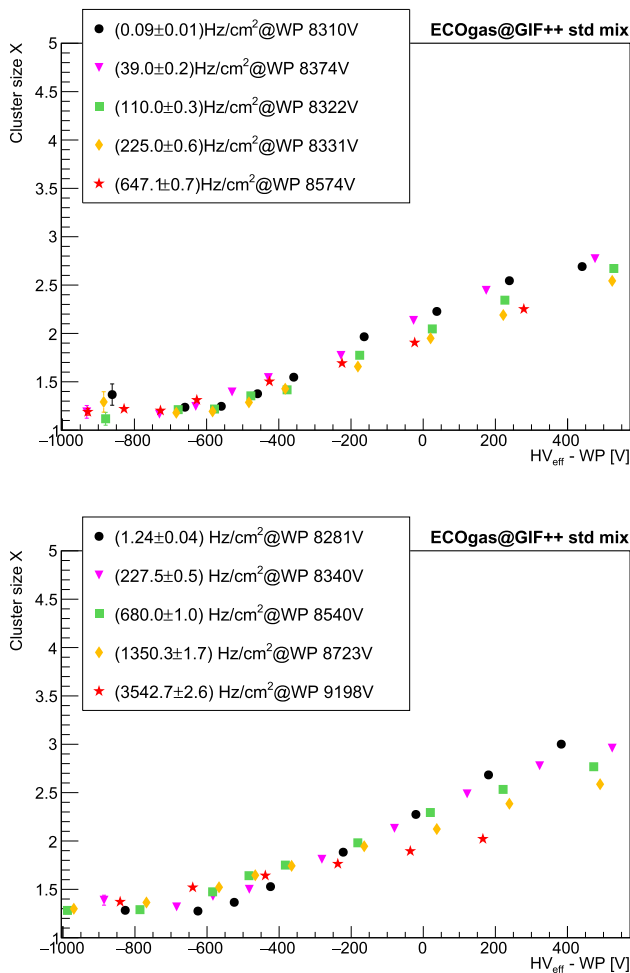 ECOgas@GIF++ std mix
(0.09±0.01)Hz/cm²@WP 8310V
(39.0±0.2)Hz/cm²@WP 8374V
(110.0±0.3)Hz/cm²@WP 8322V
(225.0±0.6)Hz/cm²@WP 8331V
(647.1±0.7)Hz/cm²@WP 8574V
Cluster size X
5
4.5
4
3.5
3
2.5
2
1.5
1
−1000 −800 −600 −400 −200 0 200 400
HVeff - WP [V]
ECOgas@GIF++ std mix
(1.24±0.04) Hz/cm²@WP 8281V
(227.5±0.5) Hz/cm²@WP 8340V
(680.0±1.0) Hz/cm²@WP 8540V
(1350.3±1.7) Hz/cm²@WP 8723V
(3542.7±2.6) Hz/cm²@WP 9198V
Cluster size X
5
4.5
4
3.5
3
2.5
2
1.5
1
−1000 −800 −600 −400 −200 0 200 400
HVeff - WP [V]